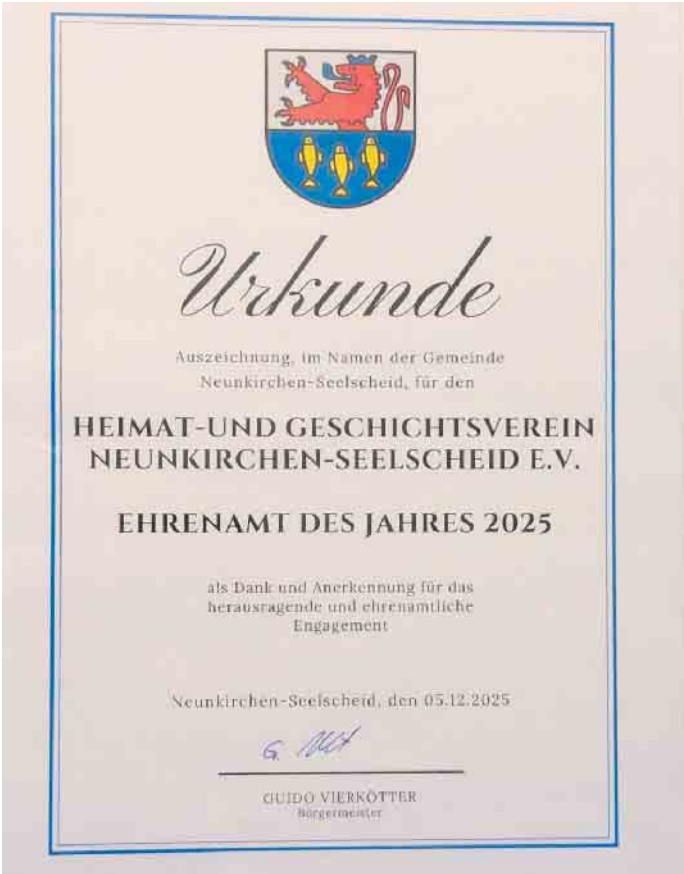 Urkunde
Auszeichnung, im Namen der Gemeinde
Neunkirchen-Seelscheid, für den
HEIMAT-UND GESCHICHTSVEREIN
NEUNKIRCHEN-SEELSCHEID E.V.
EHRENAMT DES JAHRES 2025
als Dank und Anerkennung für das
herausragende und ehrenamtliche
Engagement
Neunkirchen-Seelscheid, den 05.12.2025
G.
GUIDO VIERKÖTTER
Bürgermeister